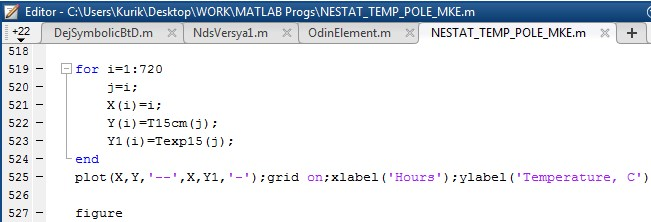 Editor - C:\Users\Kurik\Desktop\WORK\MATLAB Progs\NESTAT_TEMP_POLE_MKE.m
+22 DejSymbolicBtD.m × NdsVersya1.m × OdinElement.m × NESTAT_TEMP_POLE_MKE.m × +
518
519 - for i=1:720
520 - j=i;
521 - X(i)=i;
522 - Y(i)=T15cm(j);
523 - Y1(i)=Texp15(j);
524 - end
525 - plot(X,Y,'--',X,Y1,'-');grid on;xlabel('Hours');ylabel('Temperature, C')
526
527 - figure